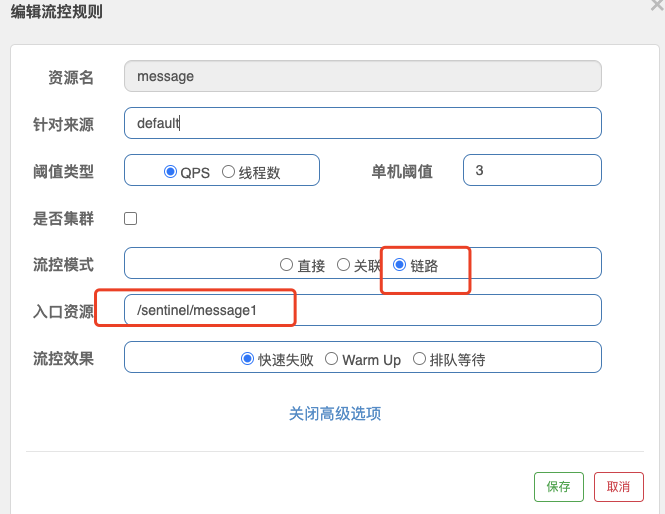 编辑流控规则
资源名 message
针对来源 default
阈值类型 QPS 线程数 单机阈值 3
是否集群
流控模式 直接 关联 链路
入口资源 /sentinel/message1
流控效果 快速失败 Warm Up 排队等待
关闭高级选项
保存 取消